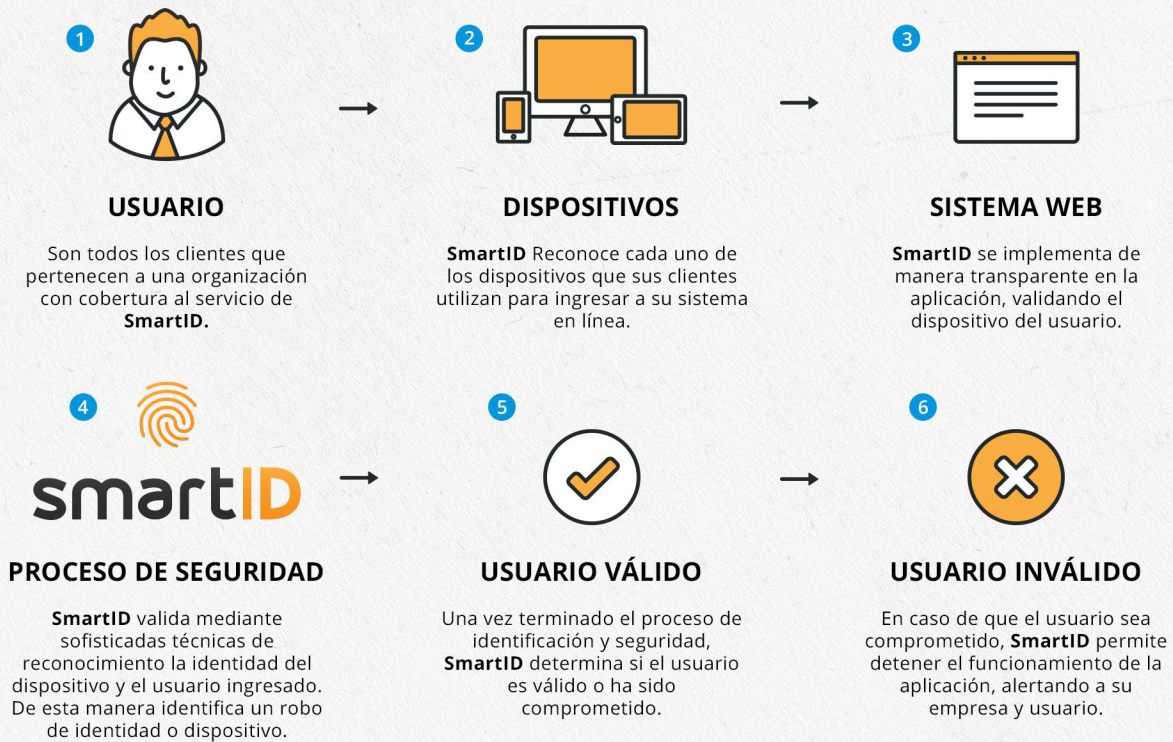 1
USUARIO
Son todos los clientes que
pertenecen a una organización
con cobertura al servicio de
SmartID.
2
DISPOSITIVOS
SmartID Reconoce cada uno de
los dispositivos que sus clientes
utilizan para ingresar a su sistema
en línea.
3
SISTEMA WEB
SmartID se implementa de
manera transparente en la
aplicación, validando el
dispositivo del usuario.
4
smartID
PROCESO DE SEGURIDAD
SmartID valida mediante
sofisticadas técnicas de
reconocimiento la identidad del
dispositivo y el usuario ingresado.
De esta manera identifica un robo
de identidad o dispositivo.
5
USUARIO VÁLIDO
Una vez terminado el proceso de
identificación y seguridad,
SmartID determina si el usuario
es válido o ha sido
comprometido.
6
USUARIO INVÁLIDO
En caso de que el usuario sea
comprometido, SmartID permite
detener el funcionamiento de la
aplicación, alertando a su
empresa y usuario.